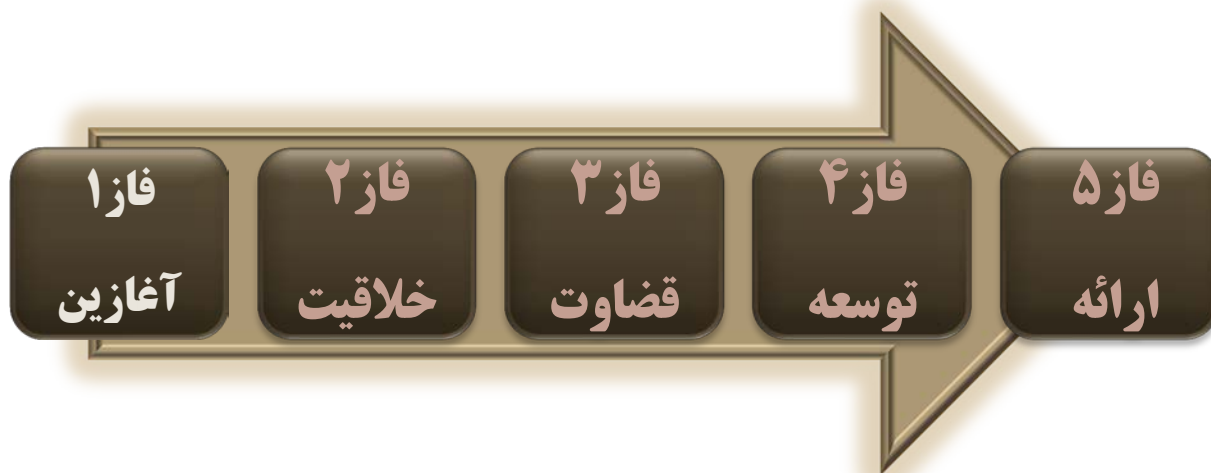 فاز۱
آغازین
فاز۲
خلاقیت
فاز۳
قضاوت
فاز۴
توسعه
فاز۵
ارائه